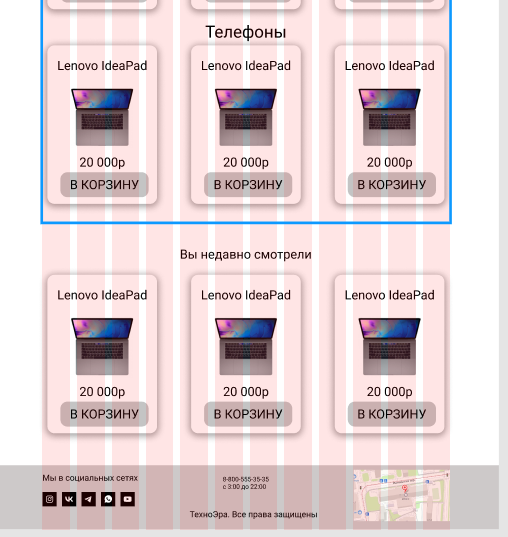 Телефоны
Lenovo IdeaPad
Lenovo IdeaPad
Lenovo IdeaPad
20 000р
20 000р
20 000р
В КОРЗИНУ
В КОРЗИНУ
В КОРЗИНУ
Вы недавно смотрели
Lenovo IdeaPad
Lenovo IdeaPad
Lenovo IdeaPad
20 000р
20 000р
20 000р
В КОРЗИНУ
В КОРЗИНУ
В КОРЗИНУ
Мы в социальных сетях
8-800-555-35-35
с 3:00 до 22:00
ТехноЭра. Все права защищены